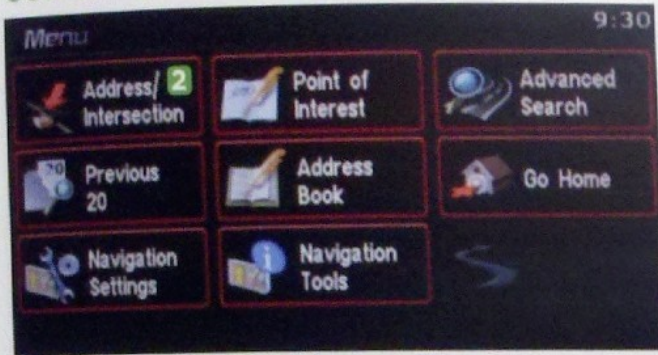 Menu
9:30
Address/ 2
Intersection
Point of
Interest
Advanced
Search
Previous
20
Address
Book
Go Home
Navigation
Settings
Navigation
Tools